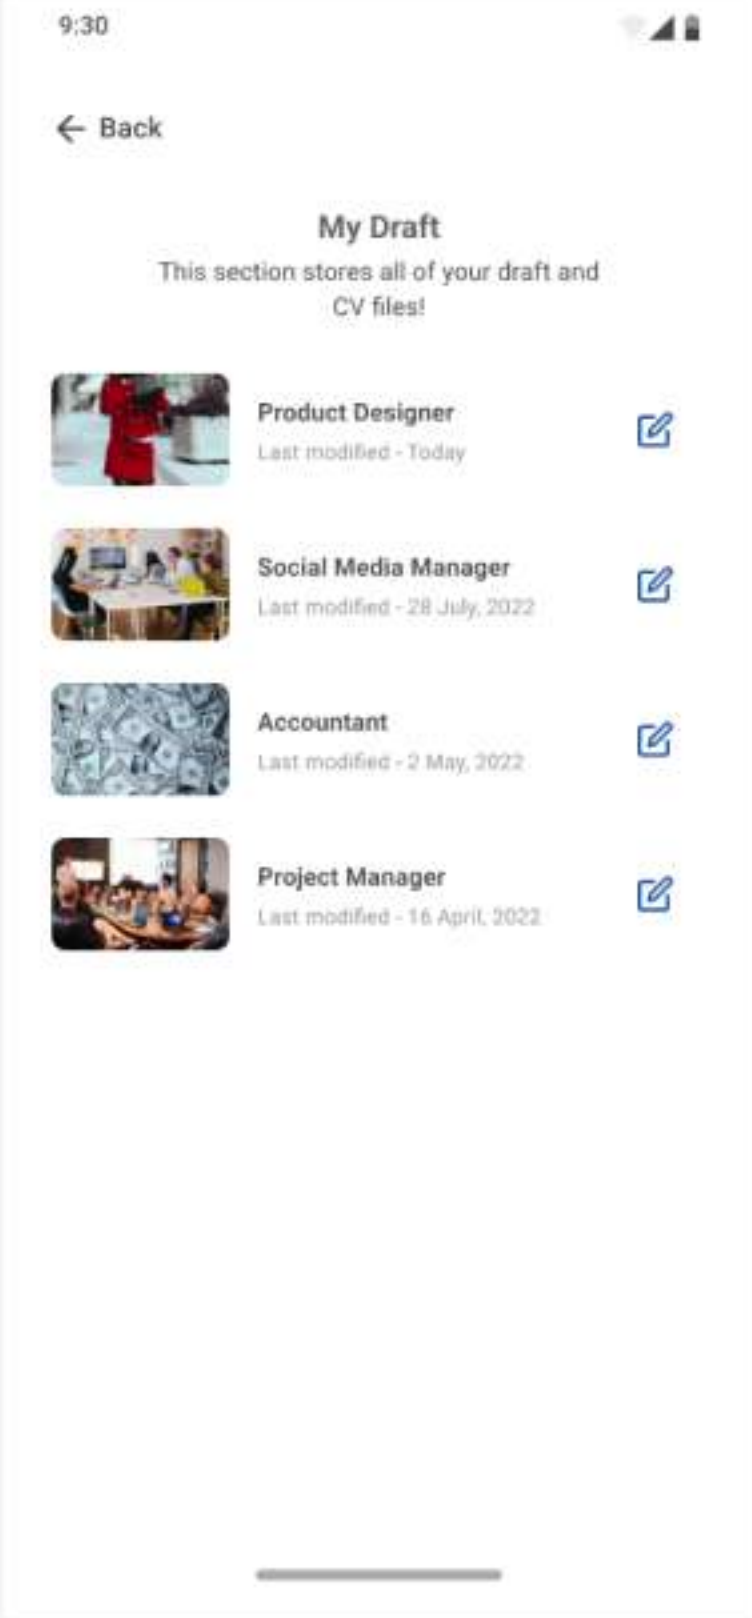 9:30
Back
My Draft
This section stores all of your draft and
CV files!
Product Designer
Last modified - Today
Social Media Manager
Last modified - 28 July, 2022
Accountant
Last modified - 2 May, 2022
Project Manager
Last modified - 16 April, 2022